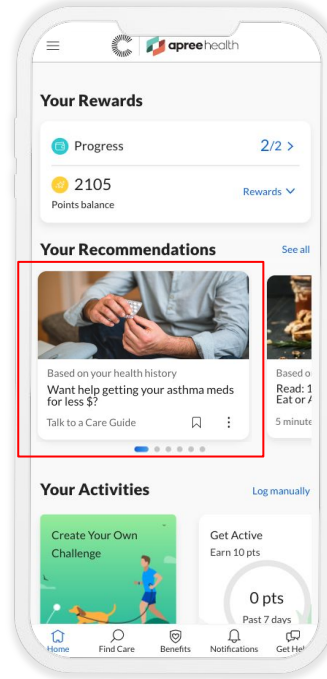 apree health
Your Rewards
Progress
2/2 >
2105
Points balance
Rewards
Your Recommendations
See all
Based on your health history
Want help getting your asthma meds
for less $?
Talk to a Care Guide
Based o
Read: 1
Eat or A
5 minute
Your Activities
Log manually
Create Your Own
Challenge
Get Active
Earn 10 pts
0 pts
Past 7 days
Home
Find Care
Benefits
Notifications
Get Help